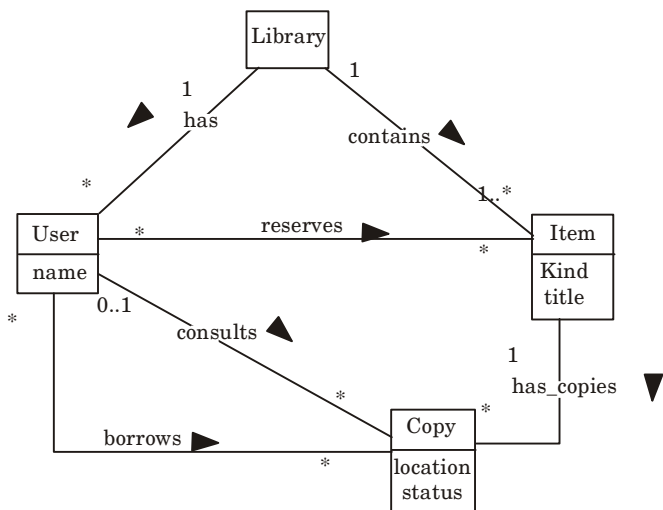 Library
1
1
has
contains
*
1..*
User
*
reserves
*
Item
name
Kind
title
0..1
*
consults
1
has_copies
*
*
Copy
borrows
*
location
status